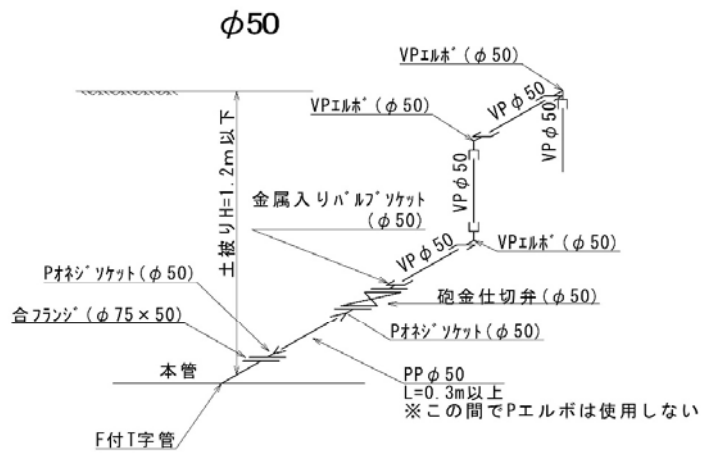 φ50
VPｴﾙﾎﾞ(φ50)
VPφ50
VPｴﾙﾎﾞ(φ50)
VPφ50
土被りH=1.2m以下
VPφ50
金属入りﾊﾞﾙﾌﾞｿｹｯﾄ
(φ50)
VPφ50
VPｴﾙﾎﾞ(φ50)
Pｵﾈｼﾞｿｹｯﾄ(φ50)
砲金仕切弁(φ50)
合ﾌﾗﾝｼﾞ(φ75×50)
Pｵﾈｼﾞｿｹｯﾄ(φ50)
本管
PPφ50
L=0.3m以上
※この間でPｴﾙﾎﾞは使用しない
F付T字管